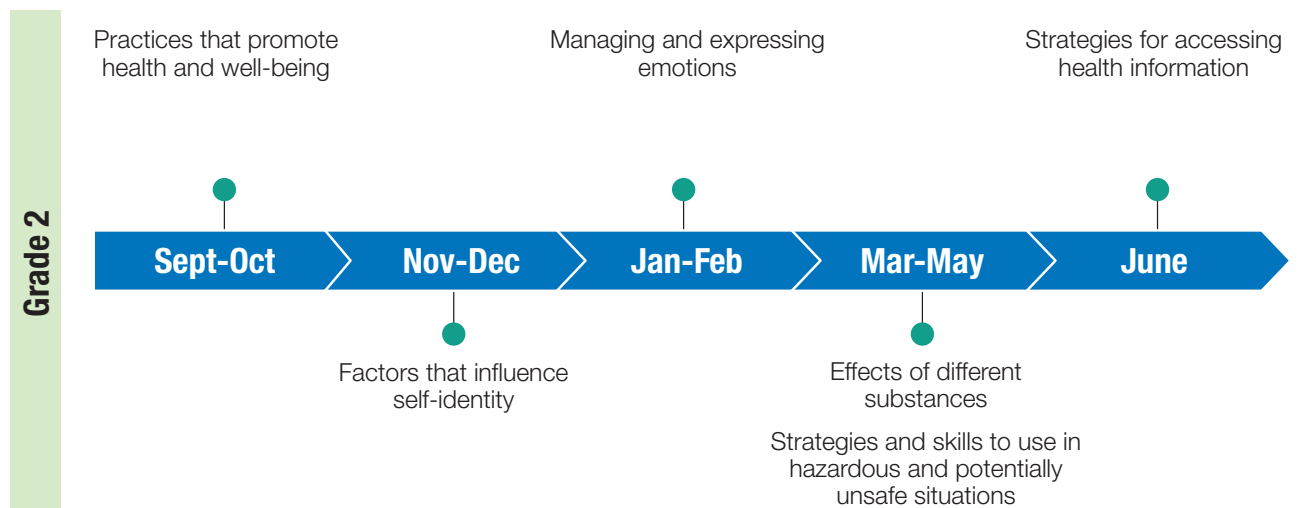 Grade 2
Practices that promote
health and well-being
Managing and expressing
emotions
Strategies for accessing
health information
Sept-Oct
Nov-Dec
Jan-Feb
Mar-May
June
Factors that influence
self-identity
Effects of different
substances
Strategies and skills to use in
hazardous and potentially
unsafe situations